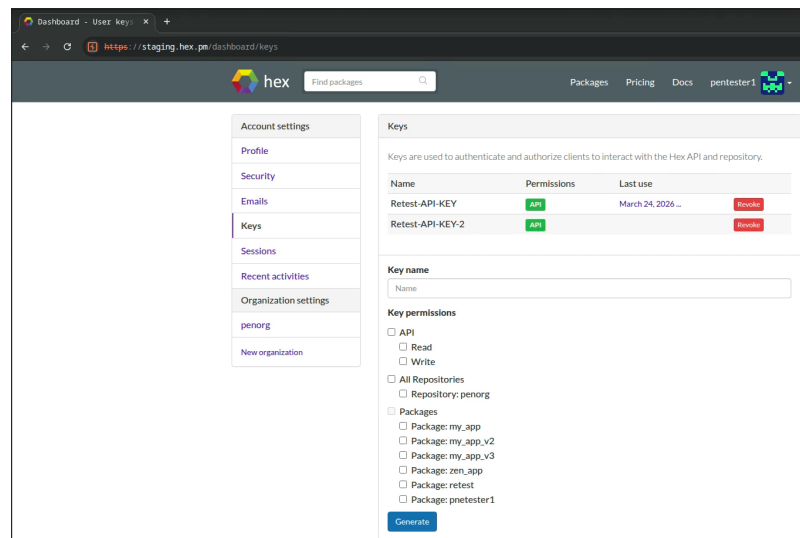 Dashboard - User key
https://staging.hex.pm/dashboard/keys
hex
Find packages
Packages
Pricing
Docs
pentester1
Account settings
Profile
Security
Emails
Keys
Sessions
Recent activities
Organization settings
penorg
New organization
Keys
Keys are used to authenticate and authorize clients to interact with the Hex API and repository.
Name Permissions Last use
Retest-API-KEY API March 24, 2026 ... Revoke
Retest-API-KEY-2 API Revoke
Key name
Name
Key permissions
API
Read
Write
All Repositories
Repository: penorg
Packages
Package: my_app
Package: my_app_v2
Package: my_app_v3
Package: zen_app
Package: retest
Package: pnetester1
Generate